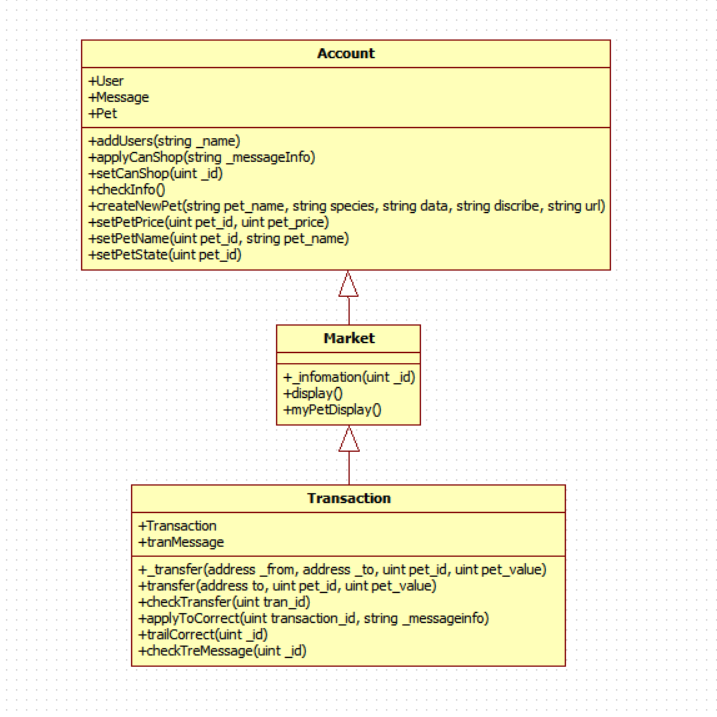 Account
+User
+Message
+Pet
+addUsers(string _name)
+applyCanShop(string _messageInfo)
+setCanShop(uint _id)
+checkInfo()
+createNewPet(string pet_name, string species, string data, string discribe, string url)
+setPetPrice(uint pet_id, uint pet_price)
+setPetName(uint pet_id, string pet_name)
+setPetState(uint pet_id)
Market
+_infomation(uint _id)
+display()
+myPetDisplay()
Transaction
+Transaction
+tranMessage
+_transfer(address _from, address _to, uint pet_id, uint pet_value)
+transfer(address to, uint pet_id, uint pet_value)
+checkTransfer(uint tran_id)
+applyToCorrect(uint transaction_id, string _messageinfo)
+trailCorrect(uint _id)
+checkTreMessage(uint _id)